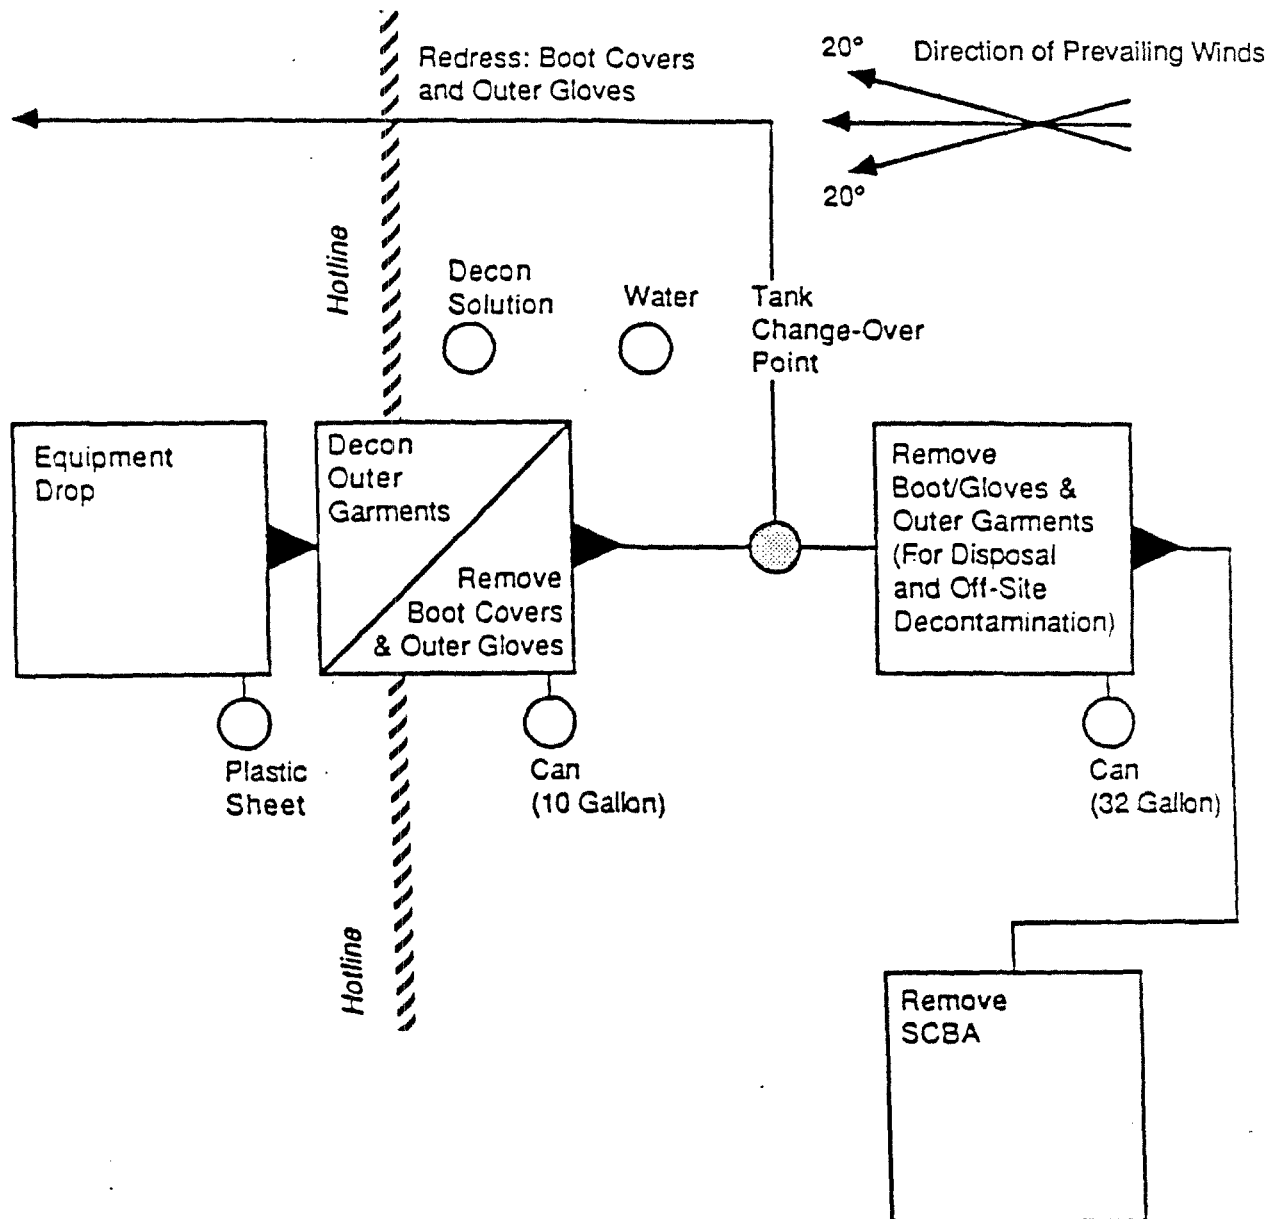 Redress: Boot Covers
and Outer Gloves
20°
Direction of Prevailing Winds
20°
Hotline
Decon
Solution
Water
Tank
Change-Over
Point
Equipment
Drop
Decon
Outer
Garments
Remove
Boot Covers
& Outer Gloves
Remove
Boot/Gloves &
Outer Garments
(For Disposal
and Off-Site
Decontamination)
Plastic
Sheet
Can
(10 Gallon)
Can
(32 Gallon)
Hotline
Remove
SCBA